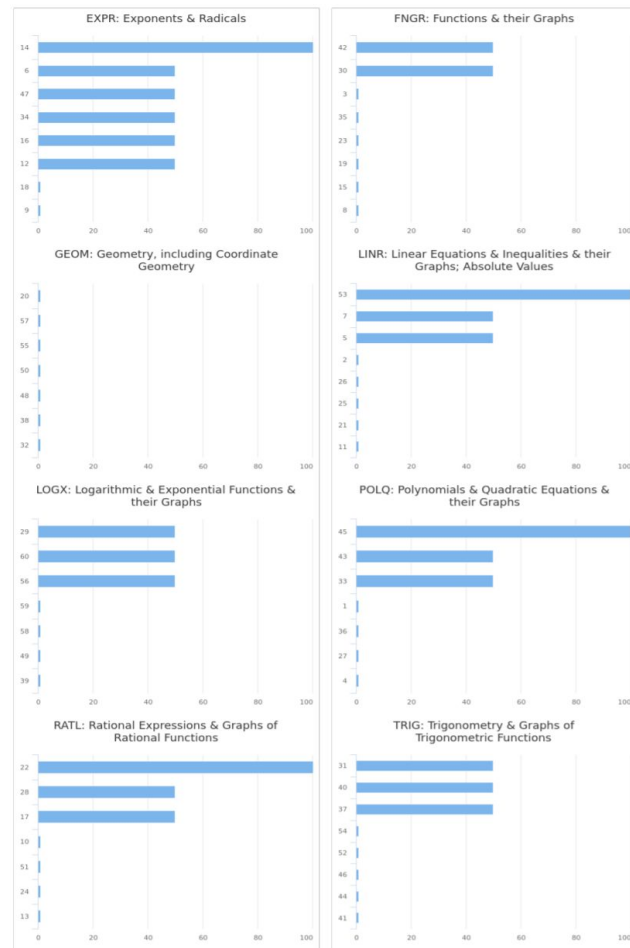 EXPR: Exponents & Radicals
14
6
47
34
16
12
18
9
0 20 40 60 80 100
FNGR: Functions & their Graphs
42
30
3
35
23
19
15
8
0 20 40 60 80 100
GEOM: Geometry, including Coordinate
Geometry
20
57
55
50
48
38
32
0 20 40 60 80 100
LINR: Linear Equations & Inequalities & their
Graphs; Absolute Values
53
7
5
2
26
25
21
11
0 20 40 60 80 100
LOGX: Logarithmic & Exponential Functions &
their Graphs
29
60
56
59
58
49
39
0 20 40 60 80 100
POLQ: Polynomials & Quadratic Equations &
their Graphs
45
43
33
1
36
27
4
0 20 40 60 80 100
RATL: Rational Expressions & Graphs of
Rational Functions
22
28
17
10
51
24
13
0 20 40 60 80 100
TRIG: Trigonometry & Graphs of
Trigonometric Functions
31
40
37
54
52
46
44
41
0 20 40 60 80 100